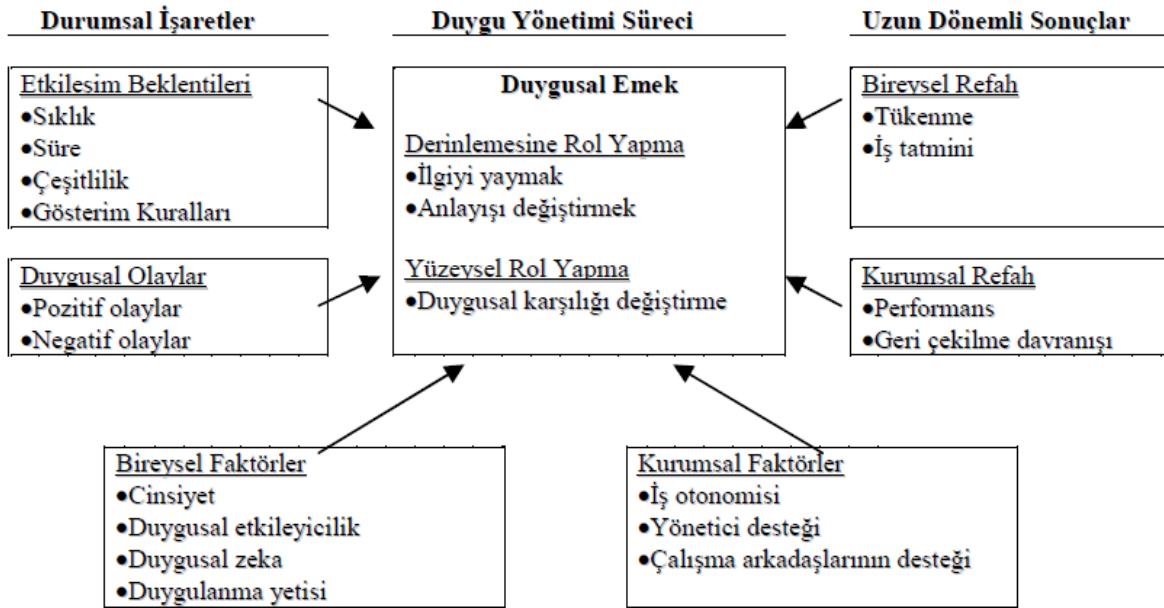 Durumsal İşaretler
Duygu Yönetimi Süreci
Uzun Dönemli Sonuçlar
Etkilesim Beklentileri
•Sıklık
•Süre
•Çeşitlilik
•Gösterim Kuralları
Duygusal Olaylar
•Pozitif olaylar
•Negatif olaylar
Duygusal Emek
Derinlemesine Rol Yapma
•İlgiyi yaymak
•Anlayışı değiştirmek
Yüzeysel Rol Yapma
•Duygusal karşılığı değiştirme
Bireysel Refah
•Tükenme
•İş tatmini
Kurumsal Refah
•Performans
•Geri çekilme davranışı
Bireysel Faktörler
•Cinsiyet
•Duygusal etkileyicilik
•Duygusal zeka
•Duygulanma yetisi
Kurumsal Faktörler
•İş otonomisi
•Yönetici desteği
•Çalışma arkadaşlarının desteği